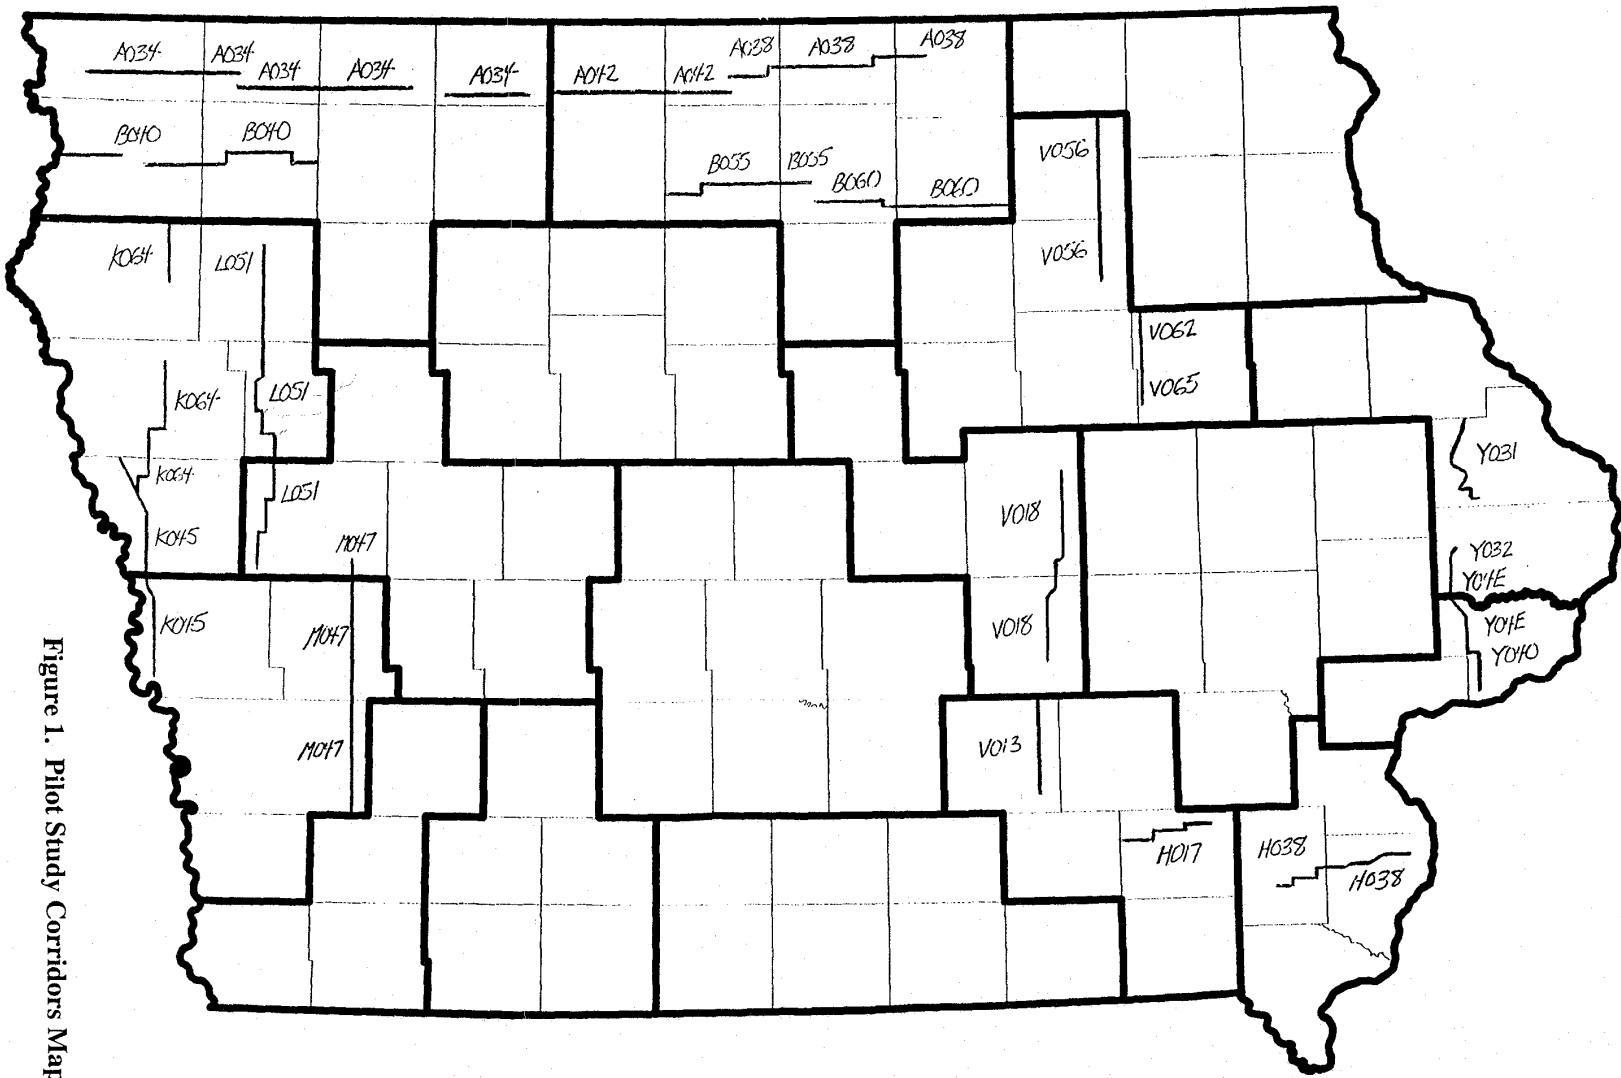 A034
A034
A034
A034
A034
A042
A042
A038
A038
A038
B040
B040
B055
B055
B060
B060
V056
V056
K064
L051
V062
V065
K064
L051
K064
L051
K045
M047
V018
Y031
Y032
Y04E
K045
M047
V018
Y04E
Y040
M047
V013
H017
H038
H038
Figure 1. Pilot Study Corridors Map